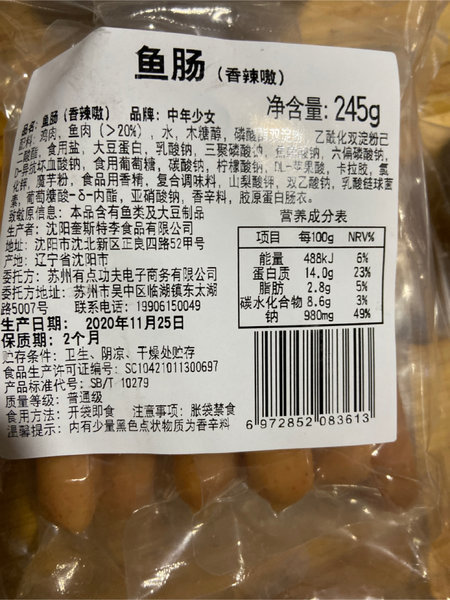 鱼肠（香辣嗷）
品名：鱼肠（香辣嗷） 品牌：中年少女 净含量：245g
配料：鸡肉，鱼肉（≥20%），水，木糖醇，磷酸酯双淀粉，乙酰化双淀粉己
二酸酯，食用盐，大豆蛋白，乳酸钠，三聚磷酸钠，焦磷酸钠，六偏磷酸钠，
D-异抗坏血酸钠，食用葡萄糖，碳酸钠，柠檬酸钠，DL-苹果酸，卡拉胶，氯
化钾，魔芋粉，食品用香精，复合调味料，山梨酸钾，双乙酸钠，乳酸链球菌
素，葡萄糖酸-δ-内酯，亚硝酸钠，香辛料，胶原蛋白肠衣。
致敏原信息：本品含有鱼类及大豆制品
生产者：沈阳奎斯特李食品有限公司
地址：沈阳市沈北新区正良四路52甲号
产地：辽宁省沈阳市
委托方：苏州有点功夫电子商务有限公司
委托方地址：苏州市吴中区临湖镇东太湖
路5007号 联系电话：19906150049
生产日期： 2020年11月25日
保质期：2个月
贮存条件：卫生、阴凉、干燥处贮存
食品生产许可证编号：SC10421011300697
产品标准代号：SB/T 10279
质量等级：普通级
食用方法：开袋即食 注意事项：胀袋禁食
温馨提示：内有少量黑色点状物质为香辛料
营养成分表
项目 每100g NRV%
能量 488kJ 6%
蛋白质 14.0g 23%
脂肪 2.8g 5%
碳水化合物 8.6g 3%
钠 980mg 49%
6 972852 083613